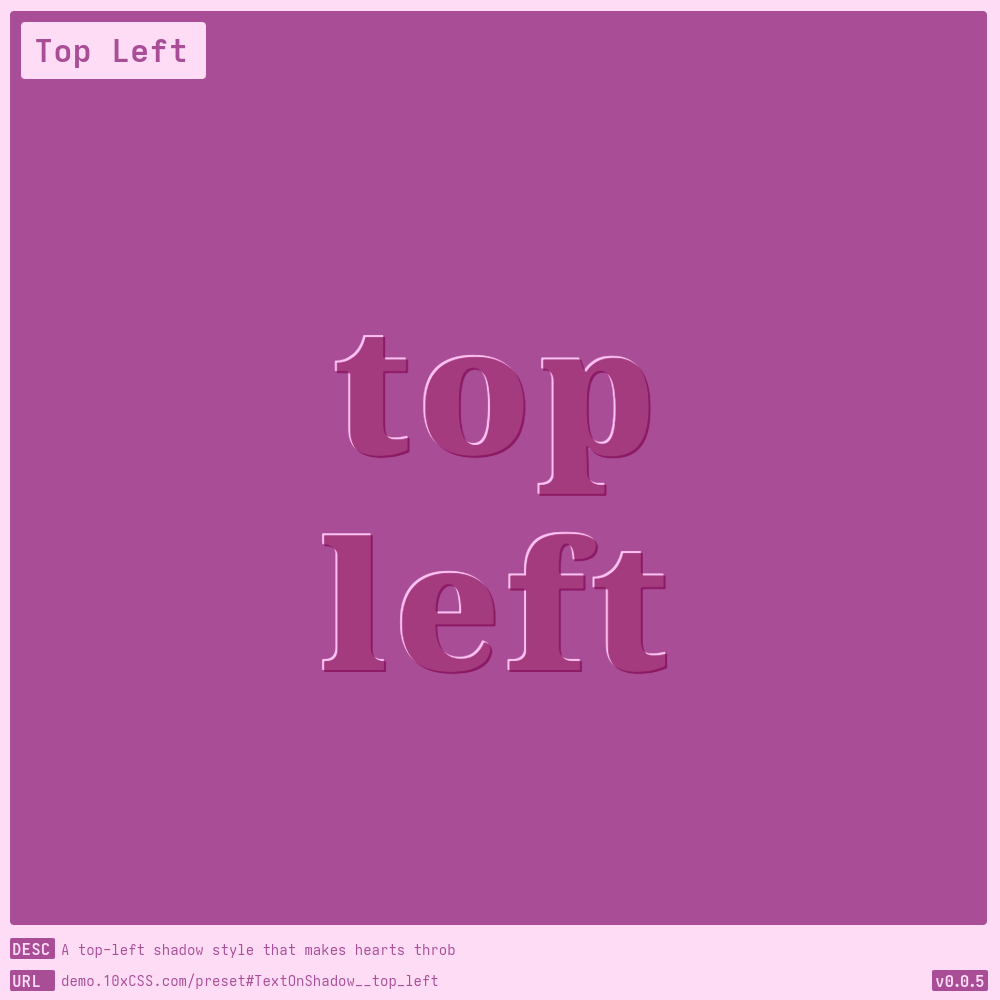 Top Left
top
left
DESC A top-left shadow style that makes hearts throb
URL demo.10xCSS.com/preset#TextOnShadow__top_left
v0.0.5